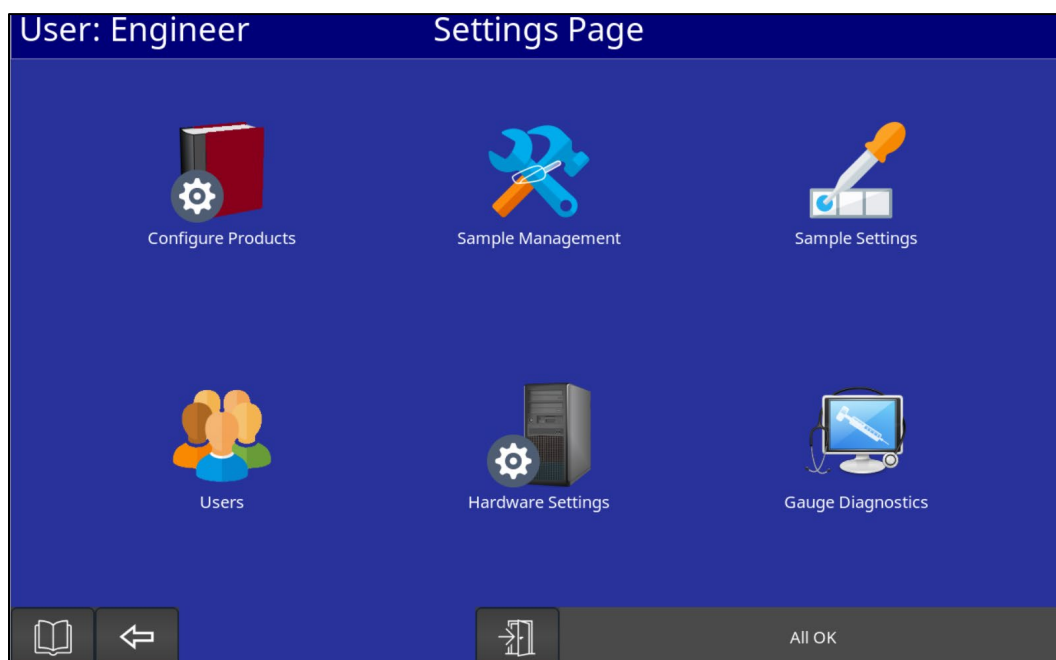 User: Engineer Settings Page
Configure Products Sample Management Sample Settings
Users Hardware Settings Gauge Diagnostics
All OK